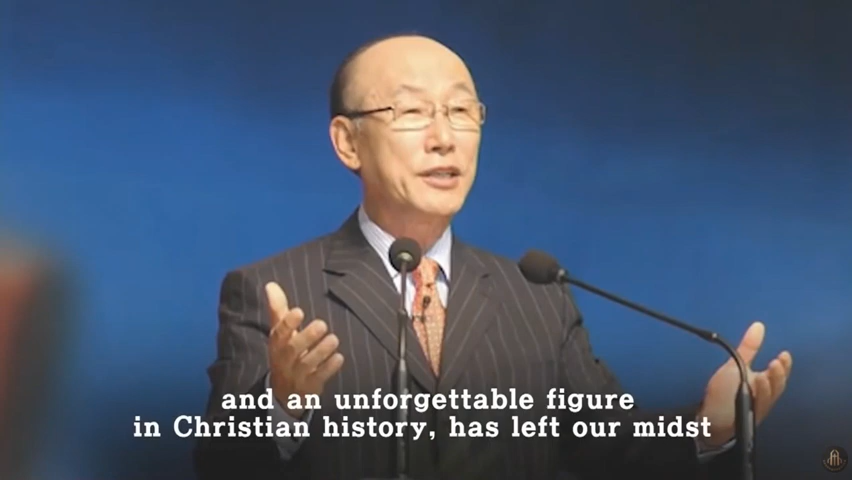 and an unforgettable figure
in Christian history, has left our midst